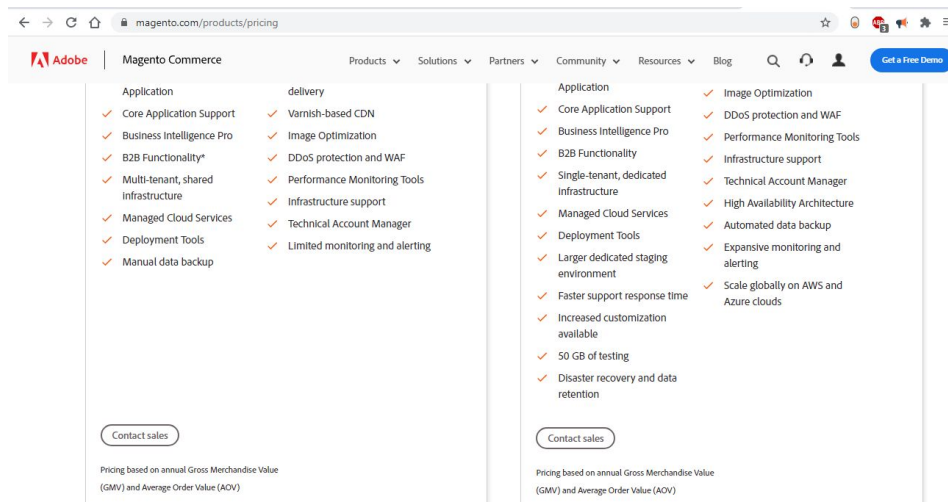 magento.com/products/pricing
ABP
3
Adobe
Magento Commerce
Products
Solutions
Partners
Community
Resources
Blog
Get a Free Demo
Application
Core Application Support
Business Intelligence Pro
B2B Functionality*
Multi-tenant, shared
infrastructure
Managed Cloud Services
Deployment Tools
Manual data backup
delivery
Varnish-based CDN
Image Optimization
DDoS protection and WAF
Performance Monitoring Tools
Infrastructure support
Technical Account Manager
Limited monitoring and alerting
Contact sales
Pricing based on annual Gross Merchandise Value
(GMV) and Average Order Value (AOV)
Application
Core Application Support
Business Intelligence Pro
B2B Functionality
Single-tenant, dedicated
infrastructure
Managed Cloud Services
Deployment Tools
Larger dedicated staging
environment
Faster support response time
Increased customization
available
50 GB of testing
Disaster recovery and data
retention
Image Optimization
DDoS protection and WAF
Performance Monitoring Tools
Infrastructure support
Technical Account Manager
High Availability Architecture
Automated data backup
Expansive monitoring and
alerting
Scale globally on AWS and
Azure clouds
Contact sales
Pricing based on annual Gross Merchandise Value
(GMV) and Average Order Value (AOV)